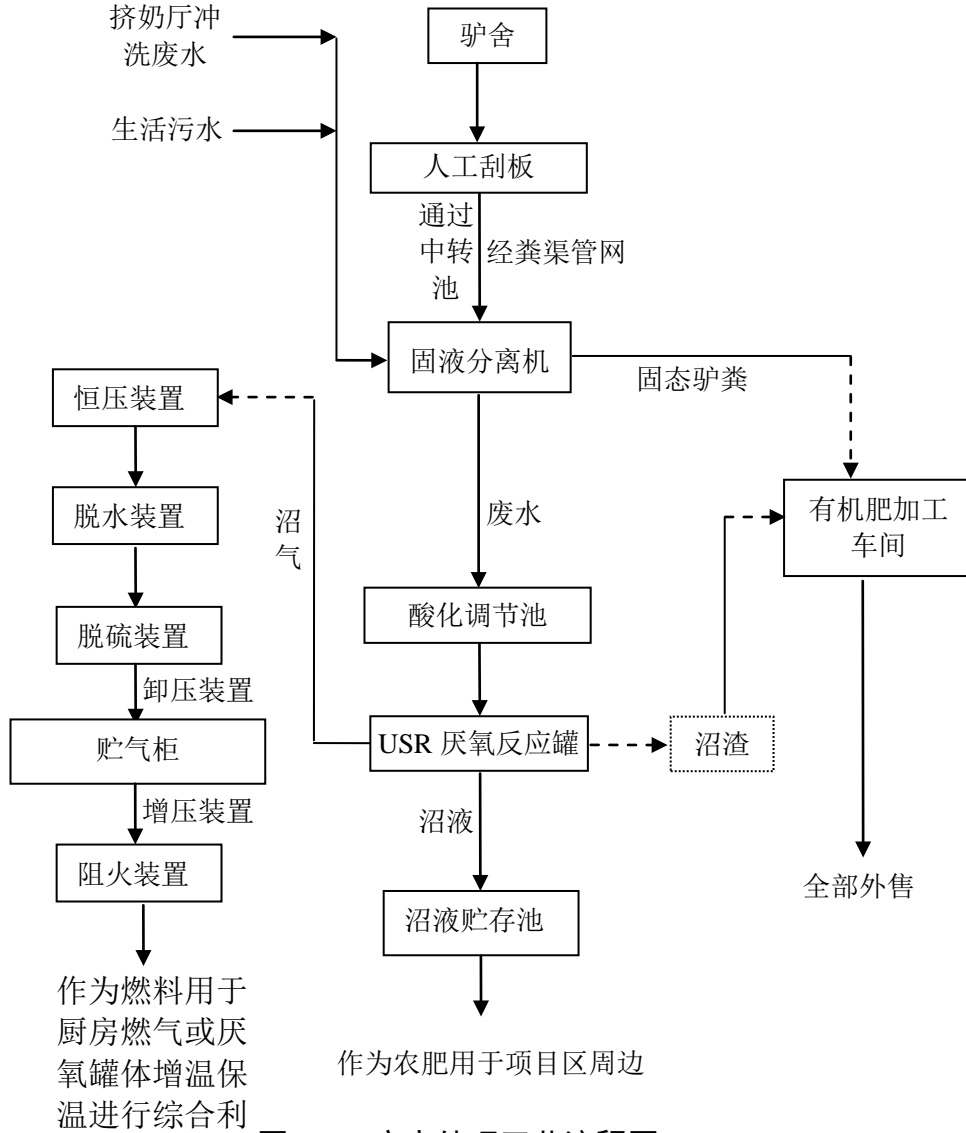 挤奶厅冲
洗废水
驴舍
生活污水
人工刮板
通过
中转
池
经粪渠管网
固液分离机
固态驴粪
恒压装置
脱水装置
沼
气
废水
有机肥加工
车间
酸化调节池
脱硫装置
卸压装置
贮气柜
USR 厌氧反应罐
沼渣
增压装置
沼液
阻火装置
全部外售
沼液贮存池
作为燃料用于
厨房燃气或厌
氧罐体增温保
温进行综合利
作为农肥用于项目区周边